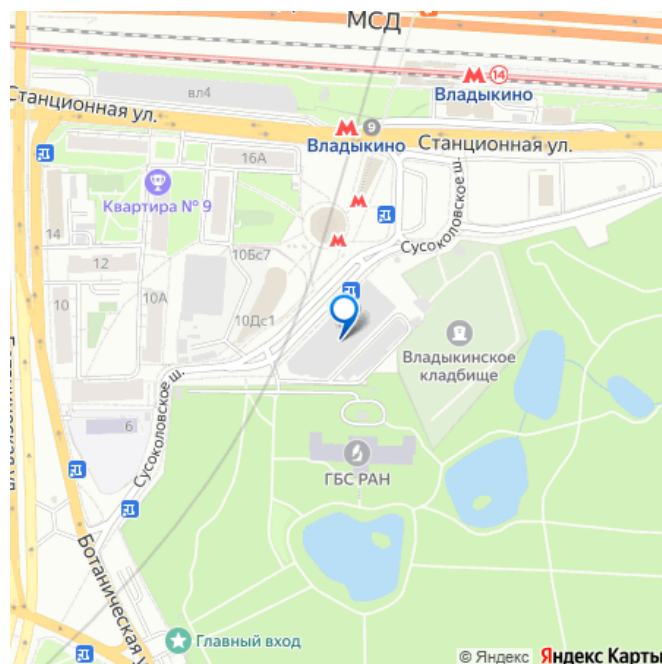 МСД
14
Владыкино
Станционная ул.
вл4
9
Владыкино
Станционная ул.
16А
Квартира № 9
Сусоколовское ш.
14
10Бс7
12
10
10А
10Дс1
Владыкинское
кладбище
Сусоколовское ш.
6
ГБС РАН
Ботаническая у
Главный вход
© Яндекс Яндекс Карты